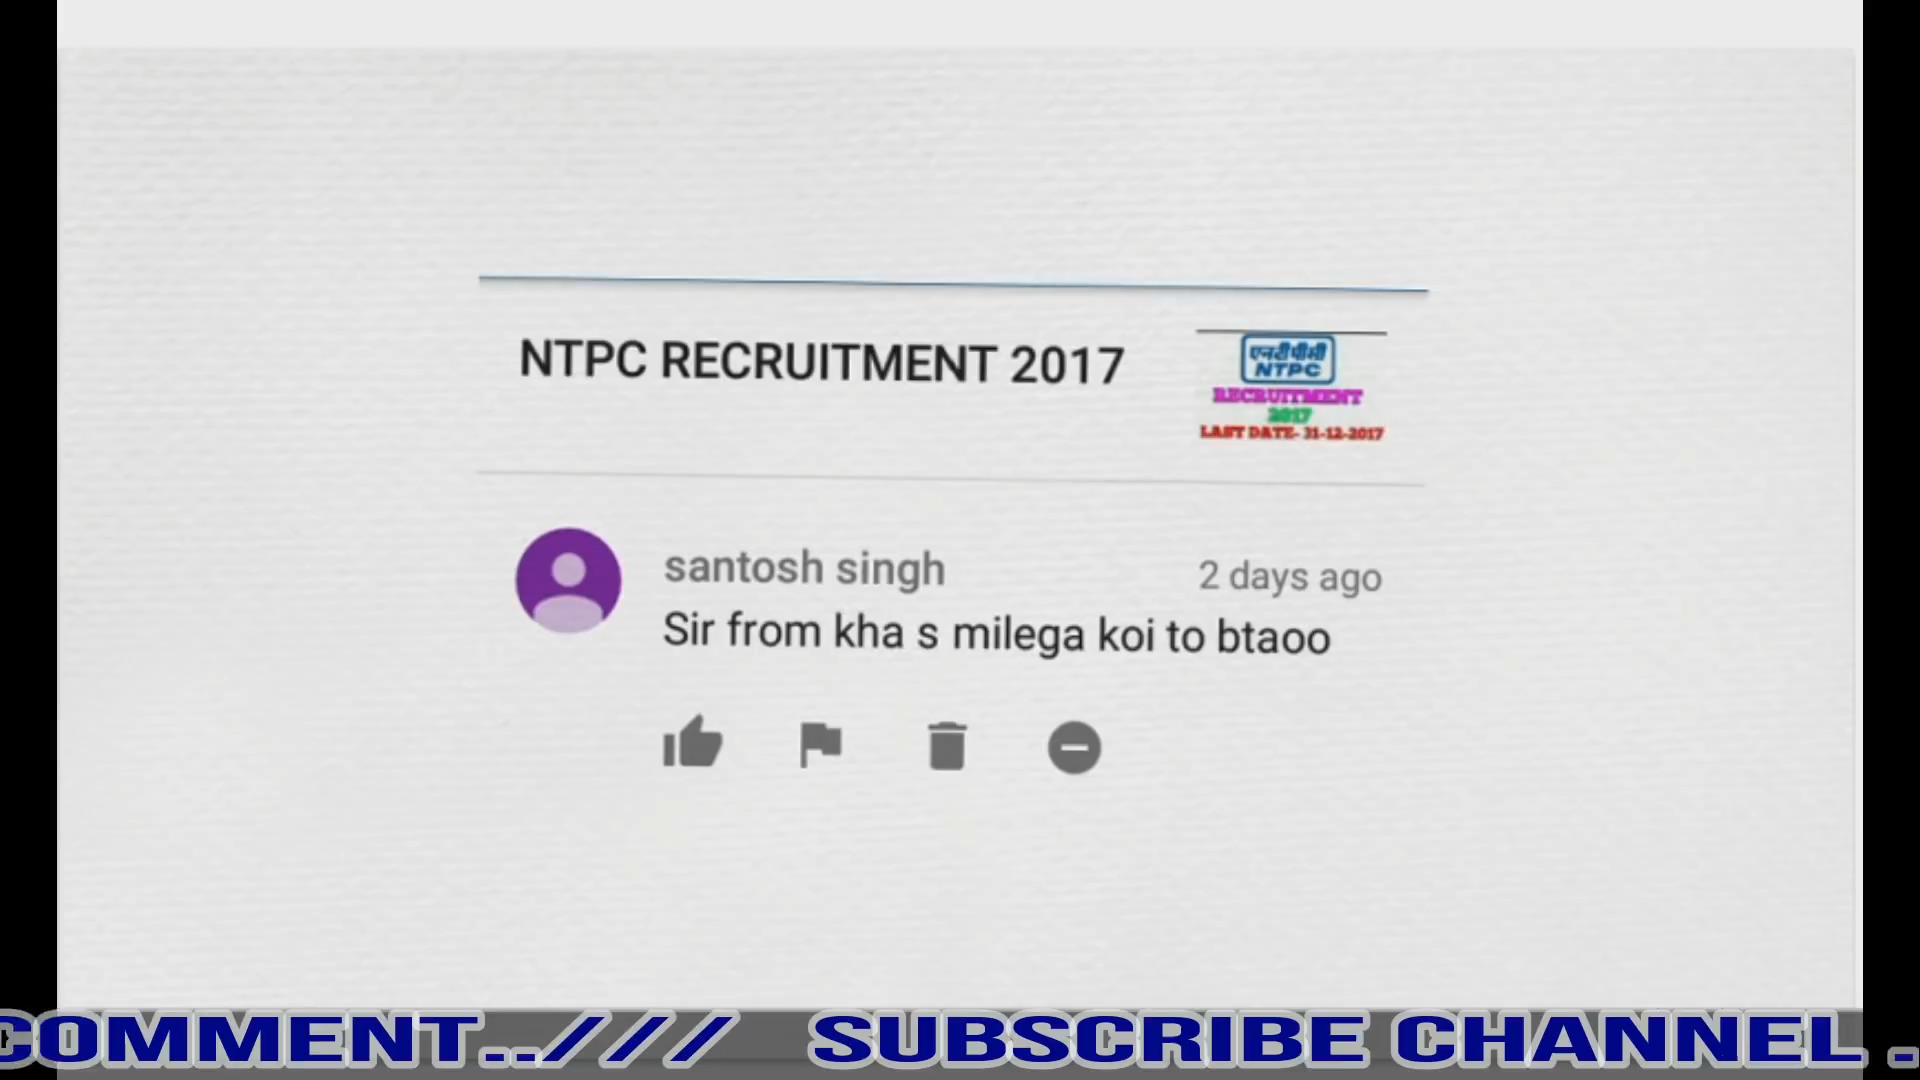 NTPC RECRUITMENT 2017
एनटीपीसी
NTPC
RECRUITMENT
2017
LAST DATE- 31-12-2017
santosh singh
2 days ago
Sir from kha s milega koi to btaoo
COMMENT../// SUBSCRIBE CHANNEL .